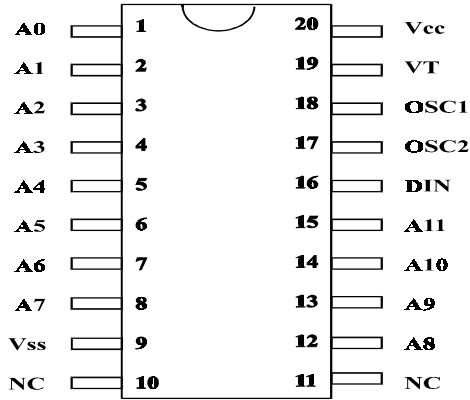 A0 1 20 Vcc
A1 2 19 VT
A2 3 18 OSC1
A3 4 17 OSC2
A4 5 16 DIN
A5 6 15 A11
A6 7 14 A10
A7 8 13 A9
Vss 9 12 A8
NC 10 11 NC